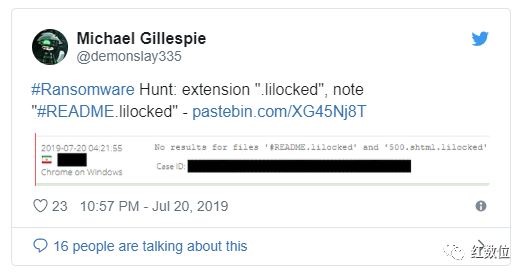 Michael Gillespie
@demonslay335
#Ransomware Hunt: extension ".lilocked", note
"#README.lilocked" - pastebin.com/XG45Nj8T
2019-07-20 04:21:55
No results for files '#README.lilocked' and '500.shtml.lilocked'
Case ID:
Chrome on Windows
23 10:57 PM - Jul 20, 2019
16 people are talking about this
红数位